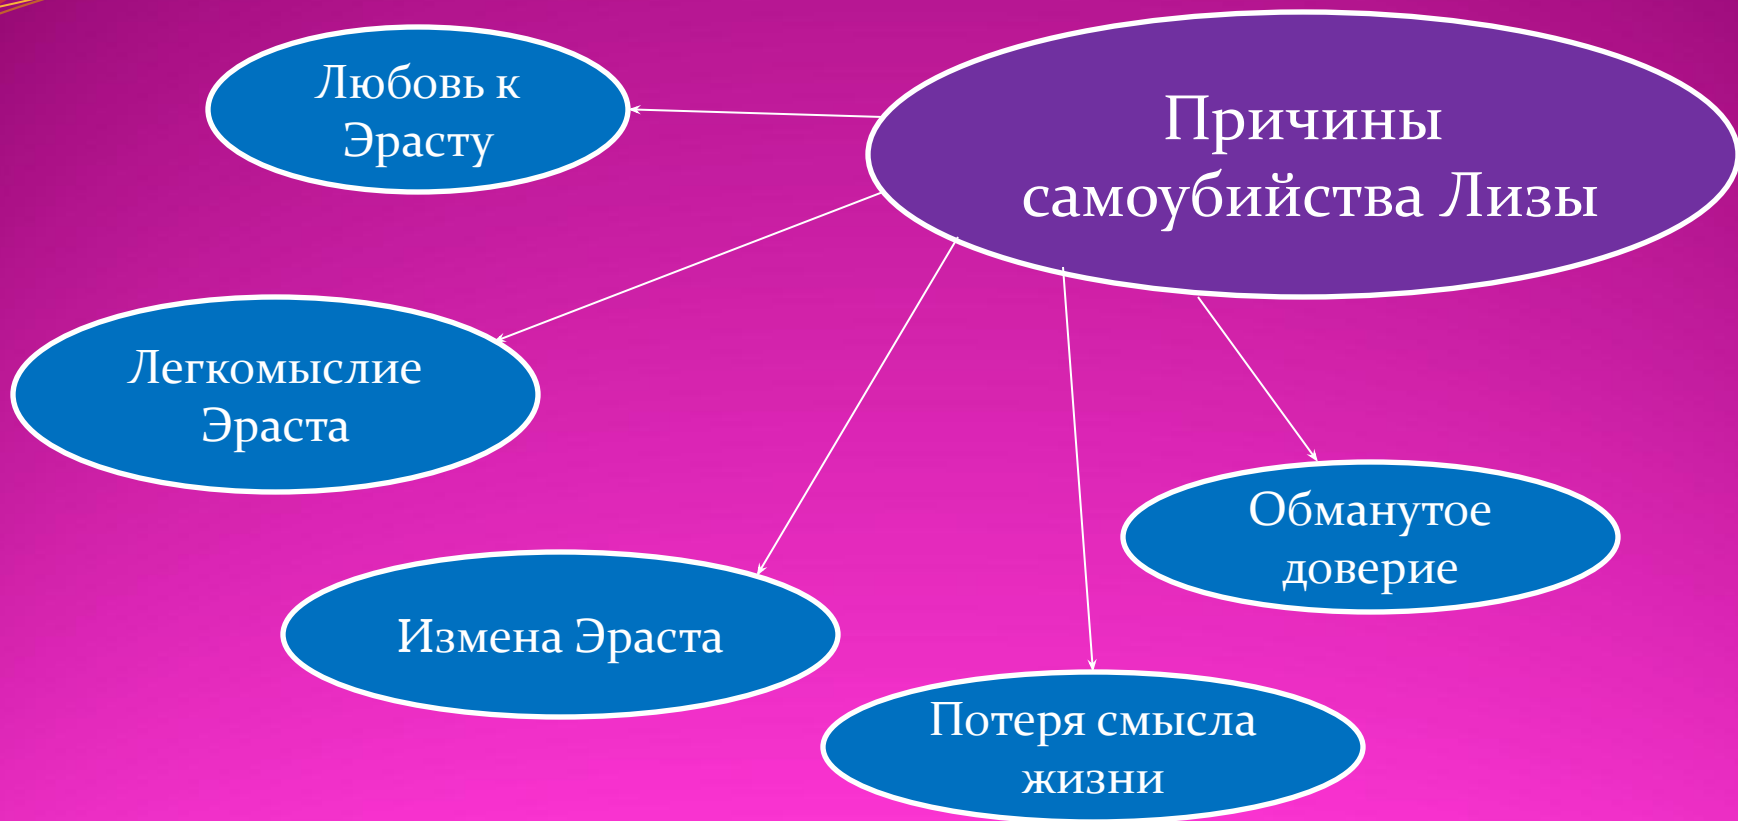 Причины
самоубийства Лизы
Любовь к
Эрасту
Легкомыслие
Эраста
Измена Эраста
Потеря смысла
жизни
Обманутое
доверие